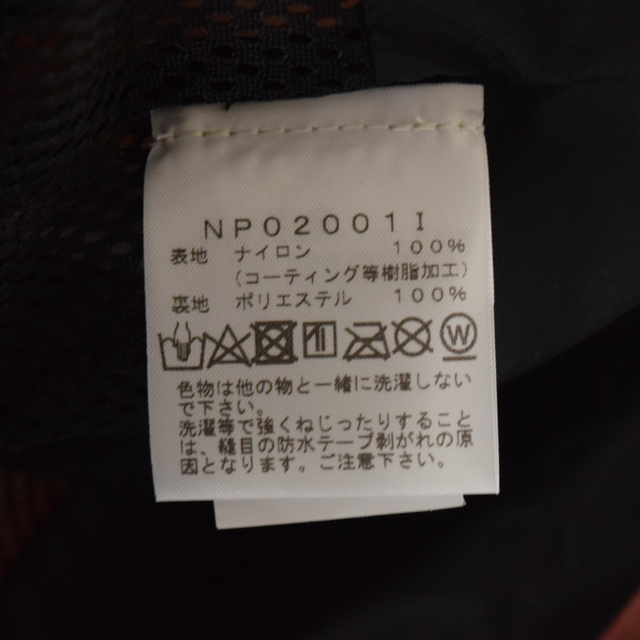 NP02001I
表地 ナイロン 100%
(コーティング等樹脂加工)
裏地 ポリエステル 100%
W
色物は他の物と一緒に洗濯しない
で下さい。
洗濯等で強くねじったりすること
は、縫目の防水テープ剥がれの原
因となります。ご注意下さい。